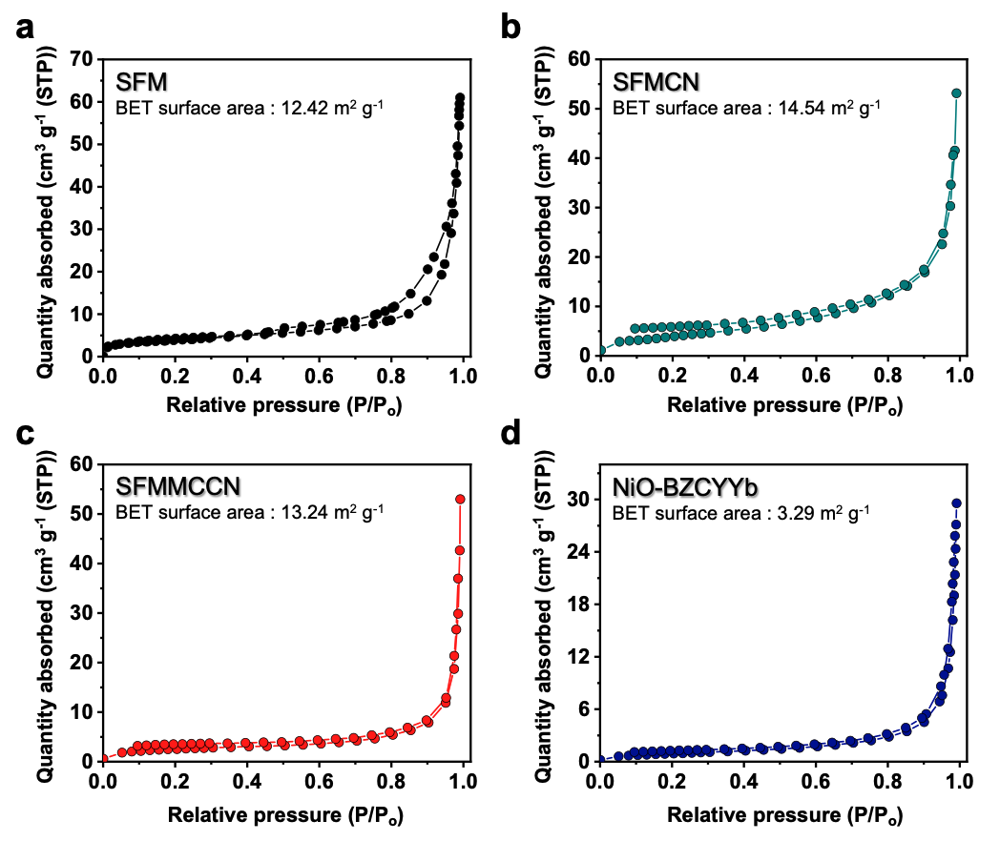 a
SFM
BET surface area : 12.42 m² g⁻¹
Quantity absorbed (cm³ g⁻¹ (STP))
70
60
50
40
30
20
10
0
0.0 0.2 0.4 0.6 0.8 1.0
Relative pressure (P/Pₒ)
b
SFMCN
BET surface area : 14.54 m² g⁻¹
Quantity absorbed (cm³ g⁻¹ (STP))
60
50
40
30
20
10
0
0.0 0.2 0.4 0.6 0.8 1.0
Relative pressure (P/Pₒ)
c
SFMMCCN
BET surface area : 13.24 m² g⁻¹
Quantity absorbed (cm³ g⁻¹ (STP))
60
50
40
30
20
10
0
0.0 0.2 0.4 0.6 0.8 1.0
Relative pressure (P/Pₒ)
d
NiO-BZCYYb
BET surface area : 3.29 m² g⁻¹
Quantity absorbed (cm³ g⁻¹ (STP))
30
24
18
12
6
0
0.0 0.2 0.4 0.6 0.8 1.0
Relative pressure (P/Pₒ)